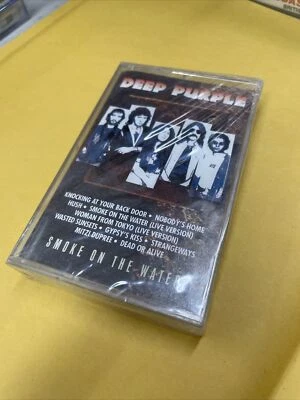 DEEP PURPLE
KNOCKING AT YOUR BACK DOOR • NOBODY'S HOME
HUSH • SMOKE ON THE WATER (LIVE VERSION)
WOMAN FROM TOKYO (LIVE VERSION)
WASTED SUNSETS • GYPSY'S KISS • STRANGEWAYS
MITZI DUPREE • DEAD OR ALIVE
SMOKE ON THE WATER